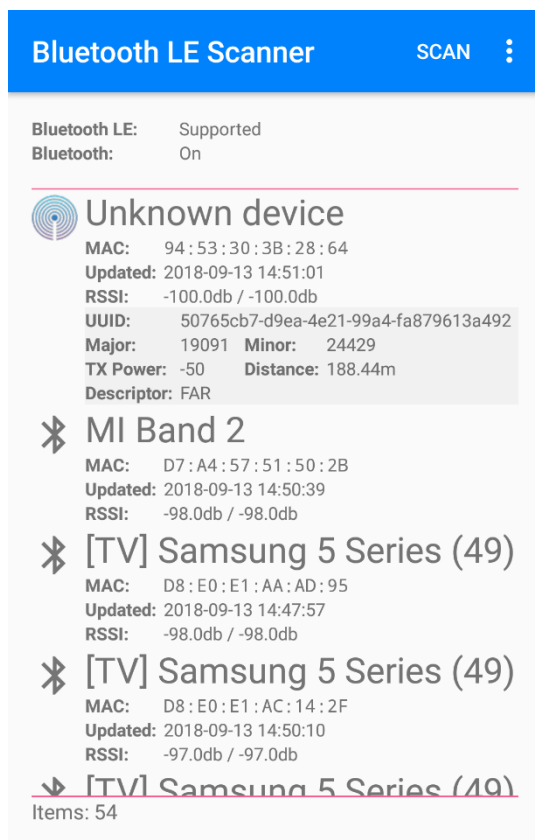 Bluetooth LE Scanner SCAN
Bluetooth LE: Supported
Bluetooth: On
Unknown device
MAC: 94:53:30:3B:28:64
Updated: 2018-09-13 14:51:01
RSSI: -100.0db / -100.0db
UUID: 50765cb7-d9ea-4e21-99a4-fa879613a492
Major: 19091 Minor: 24429
TX Power: -50 Distance: 188.44m
Descriptor: FAR
MI Band 2
MAC: D7:A4:57:51:50:2B
Updated: 2018-09-13 14:50:39
RSSI: -98.0db / -98.0db
[TV] Samsung 5 Series (49)
MAC: D8:E0:E1:AA:AD:95
Updated: 2018-09-13 14:47:57
RSSI: -98.0db / -98.0db
[TV] Samsung 5 Series (49)
MAC: D8:E0:E1:AC:14:2F
Updated: 2018-09-13 14:50:10
RSSI: -97.0db / -97.0db
[TV] Samsung 5 Series (49)
Items: 54